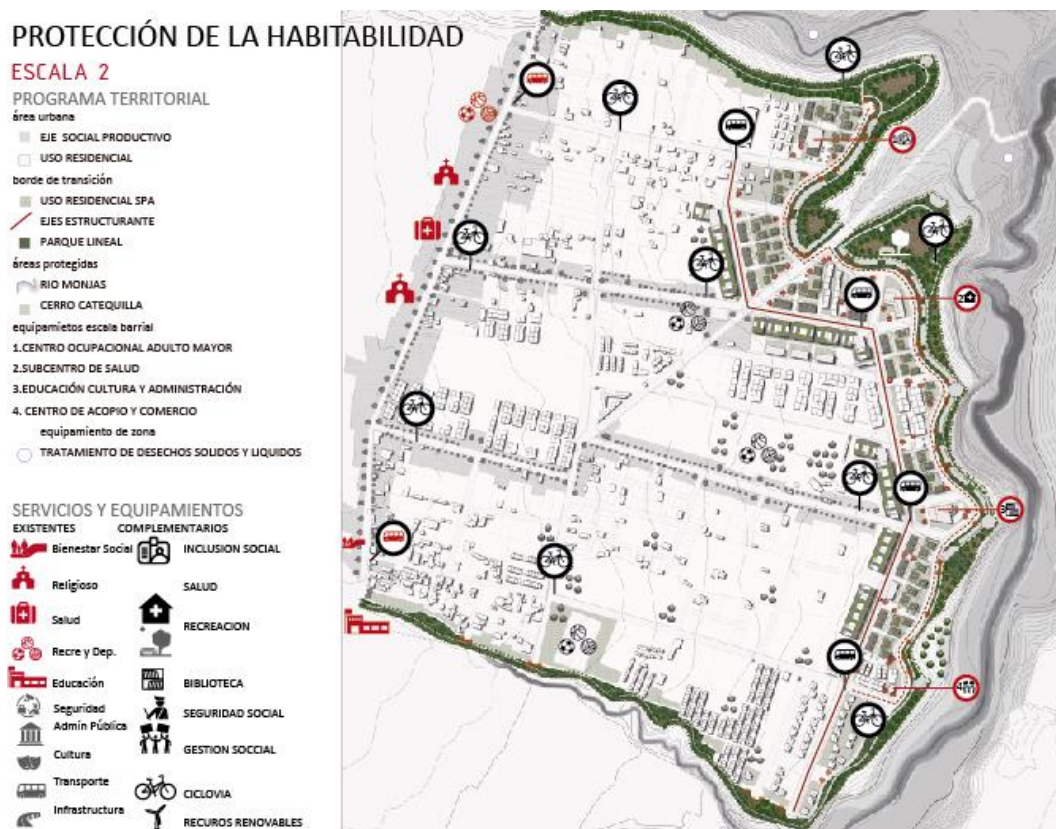 PROTECCIÓN DE LA HABITABILIDAD
ESCALA 2
PROGRAMA TERRITORIAL
área urbana
EJE SOCIAL PRODUCTIVO
USO RESIDENCIAL
borde de transición
USO RESIDENCIAL SPA
EJES ESTRUCTURANTE
PARQUE LINEAL
áreas protegidas
RIO MONJAS
CERRO CATEQUILLA
equipamietos escala barrial
1.CENTRO OCUPACIONAL ADULTO MAYOR
2.SUBCENTRO DE SALUD
3.EDUCACIÓN CULTURA Y ADMINISTRACIÓN
4. CENTRO DE ACOPIO Y COMERCIO
equipamiento de zona
TRATAMIENTO DE DESECHOS SOLIDOS Y LIQUIDOS
SERVICIOS Y EQUIPAMIENTOS
EXISTENTES COMPLEMENTARIOS
Bienestar Social INCLUSION SOCIAL
Religioso SALUD
Salud RECREACION
Recre y Dep.
Educación BIBLIOTECA
Seguridad SEGURIDAD SOCIAL
Admin Pública
Cultura GESTION SOCCIAL
Transporte CICLOVIA
Infrastructura RECUROS RENOVABLES
2
3
4